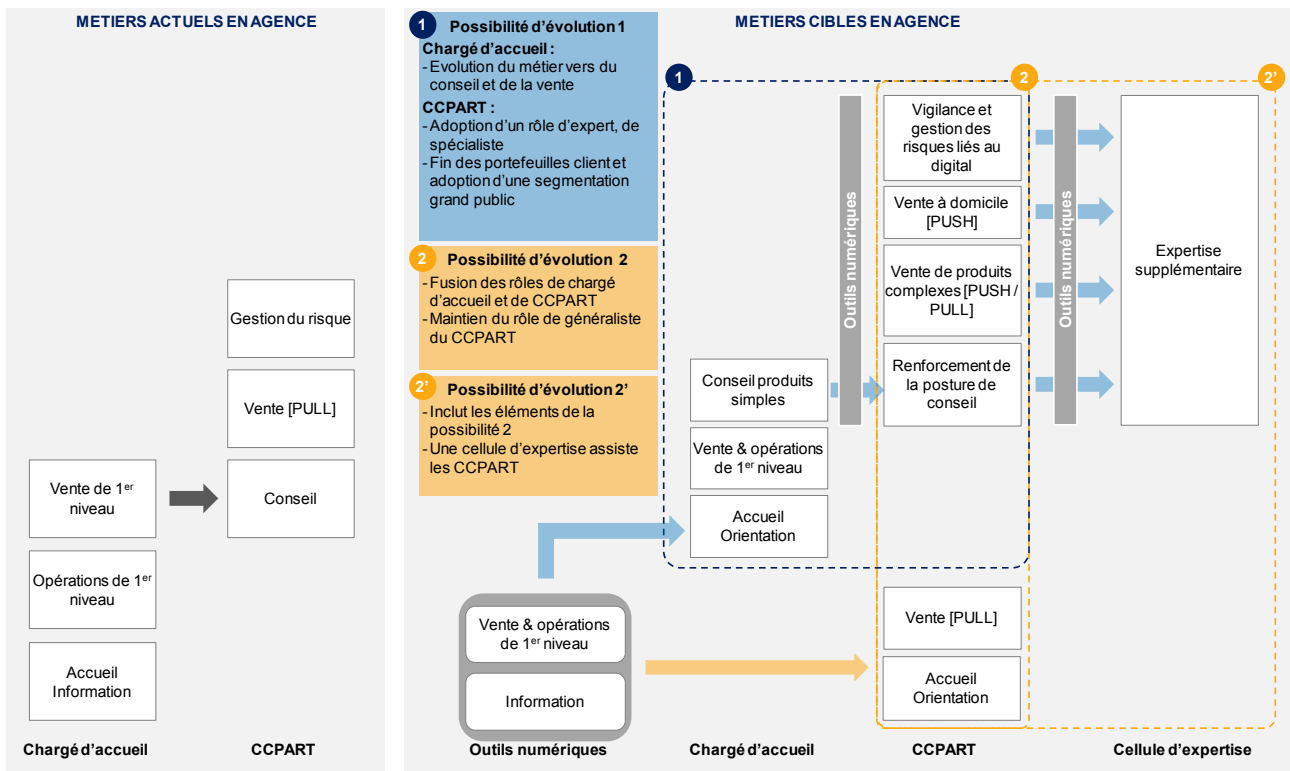 METIERS ACTUELS EN AGENCE
Gestion du risque
Vente [PULL]
Conseil
Vente de 1er
niveau
Opérations de 1er
niveau
Accueil
Information
Chargé d'accueil
CCPART
METIERS CIBLES EN AGENCE
1
Possibilité d'évolution 1
Chargé d'accueil :
- Evolution du métier vers du
conseil et de la vente
CCPART :
- Adoption d'un rôle d'expert, de
spécialiste
- Fin des portefeuilles client et
adoption d'une segmentation
grand public
2
Possibilité d'évolution 2
- Fusion des rôles de chargé
d'accueil et de CCPART
- Maintien du rôle de généraliste
du CCPART
2'
Possibilité d'évolution 2'
- Inclut les éléments de la
possibilité 2
- Une cellule d'expertise assiste
les CCPART
Vente & opérations
de 1er niveau
Information
Outils numériques
1
Conseil produits
simples
Vente & opérations
de 1er niveau
Accueil
Orientation
Chargé d'accueil
Outils numériques
2
Vigilance et
gestion des
risques liés au
digital
Vente à domicile
[PUSH]
Vente de produits
complexes [PUSH /
PULL]
Renforcement de
la posture de
conseil
Vente [PULL]
Accueil
Orientation
CCPART
Outils numériques
2'
Expertise
supplémentaire
Cellule d'expertise